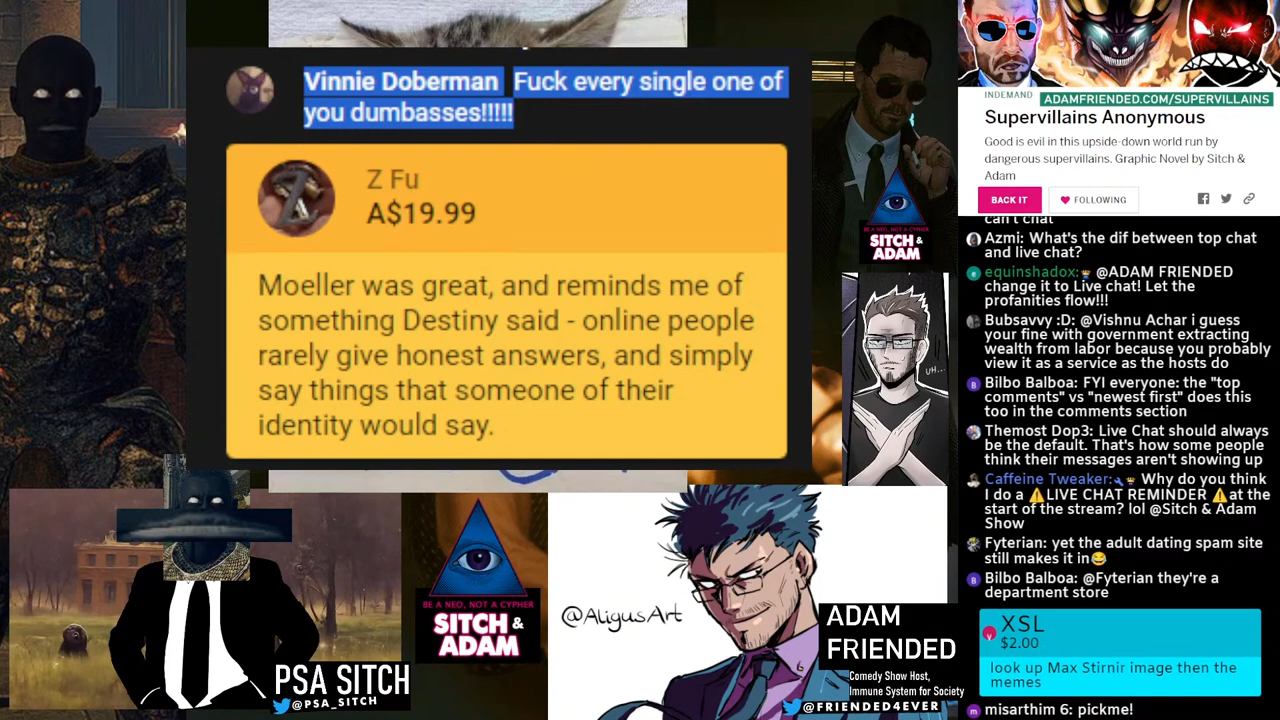 Vinnie Doberman Fuck every single one of
you dumbasses!!!!!
Z Fu
A$19.99
Moeller was great, and reminds me of
something Destiny said - online people
rarely give honest answers, and simply
say things that someone of their
identity would say.
BE A NEO, NOT A CYPHER
SITCH &
ADAM
UH...
INDEMAND
ADAMFRIENDED.COM/SUPERVILLAINS
Supervillains Anonymous
Good is evil in this upside-down world run by
dangerous supervillains. Graphic Novel by Sitch &
Adam
BACK IT
FOLLOWING
can't chat
Azmi: What's the dif between top chat
and live chat?
equinshadox: @ADAM FRIENDED
change it to Live chat! Let the
profanities flow!!!
Bubsavvy :D: @Vishnu Achar i guess
your fine with government extracting
wealth from labor because you probably
view it as a service as the hosts do
Bilbo Balboa: FYI everyone: the "top
comments" vs "newest first" does this
too in the comments section
Themost Dop3: Live Chat should always
be the default. That's how some people
think their messages aren't showing up
Caffeine Tweaker: Why do you think
I do a ⚠LIVE CHAT REMINDER ⚠at the
start of the stream? lol @Sitch & Adam
Show
Fyterian: yet the adult dating spam site
still makes it in😂
Bilbo Balboa: @Fyterian they're a
department store
XSL
$2.00
look up Max Stirnir image then the
memes
misarthim 6: pickme!
PSA SITCH
@PSA_SITCH
BE A NEO, NOT A CYPHER
SITCH &
ADAM
@AligusArt
ADAM
FRIENDED
Comedy Show Host,
Immune System for Society
@FRIENDED4EVER